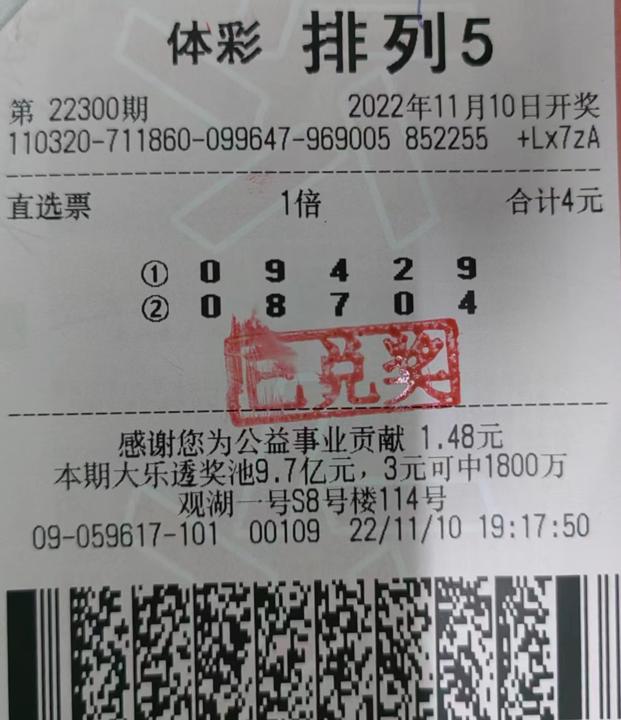 体彩 排列5
第 22300期 2022年11月10日开奖
110320-711860-099647-969005 852255 +Lx7zA
直选票 1倍 合计4元
① 0 9 4 2 9
② 0 8 7 0 4
已兑奖
感谢您为公益事业贡献 1.48元
本期大乐透奖池9.7亿元，3元可中1800万
观湖一号S8号楼114号
09-059617-101 00109 22/11/10 19:17:50